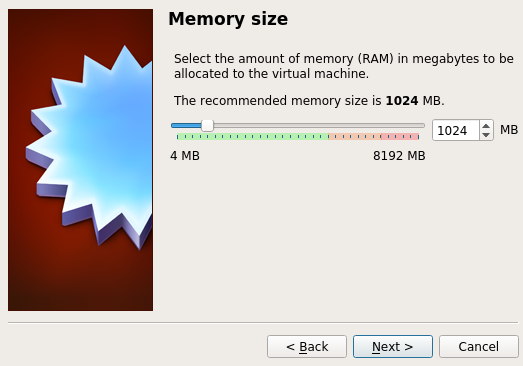 Memory size
Select the amount of memory (RAM) in megabytes to be
allocated to the virtual machine.
The recommended memory size is 1024 MB.
1024 MB
4 MB 8192 MB
< Back Next > Cancel